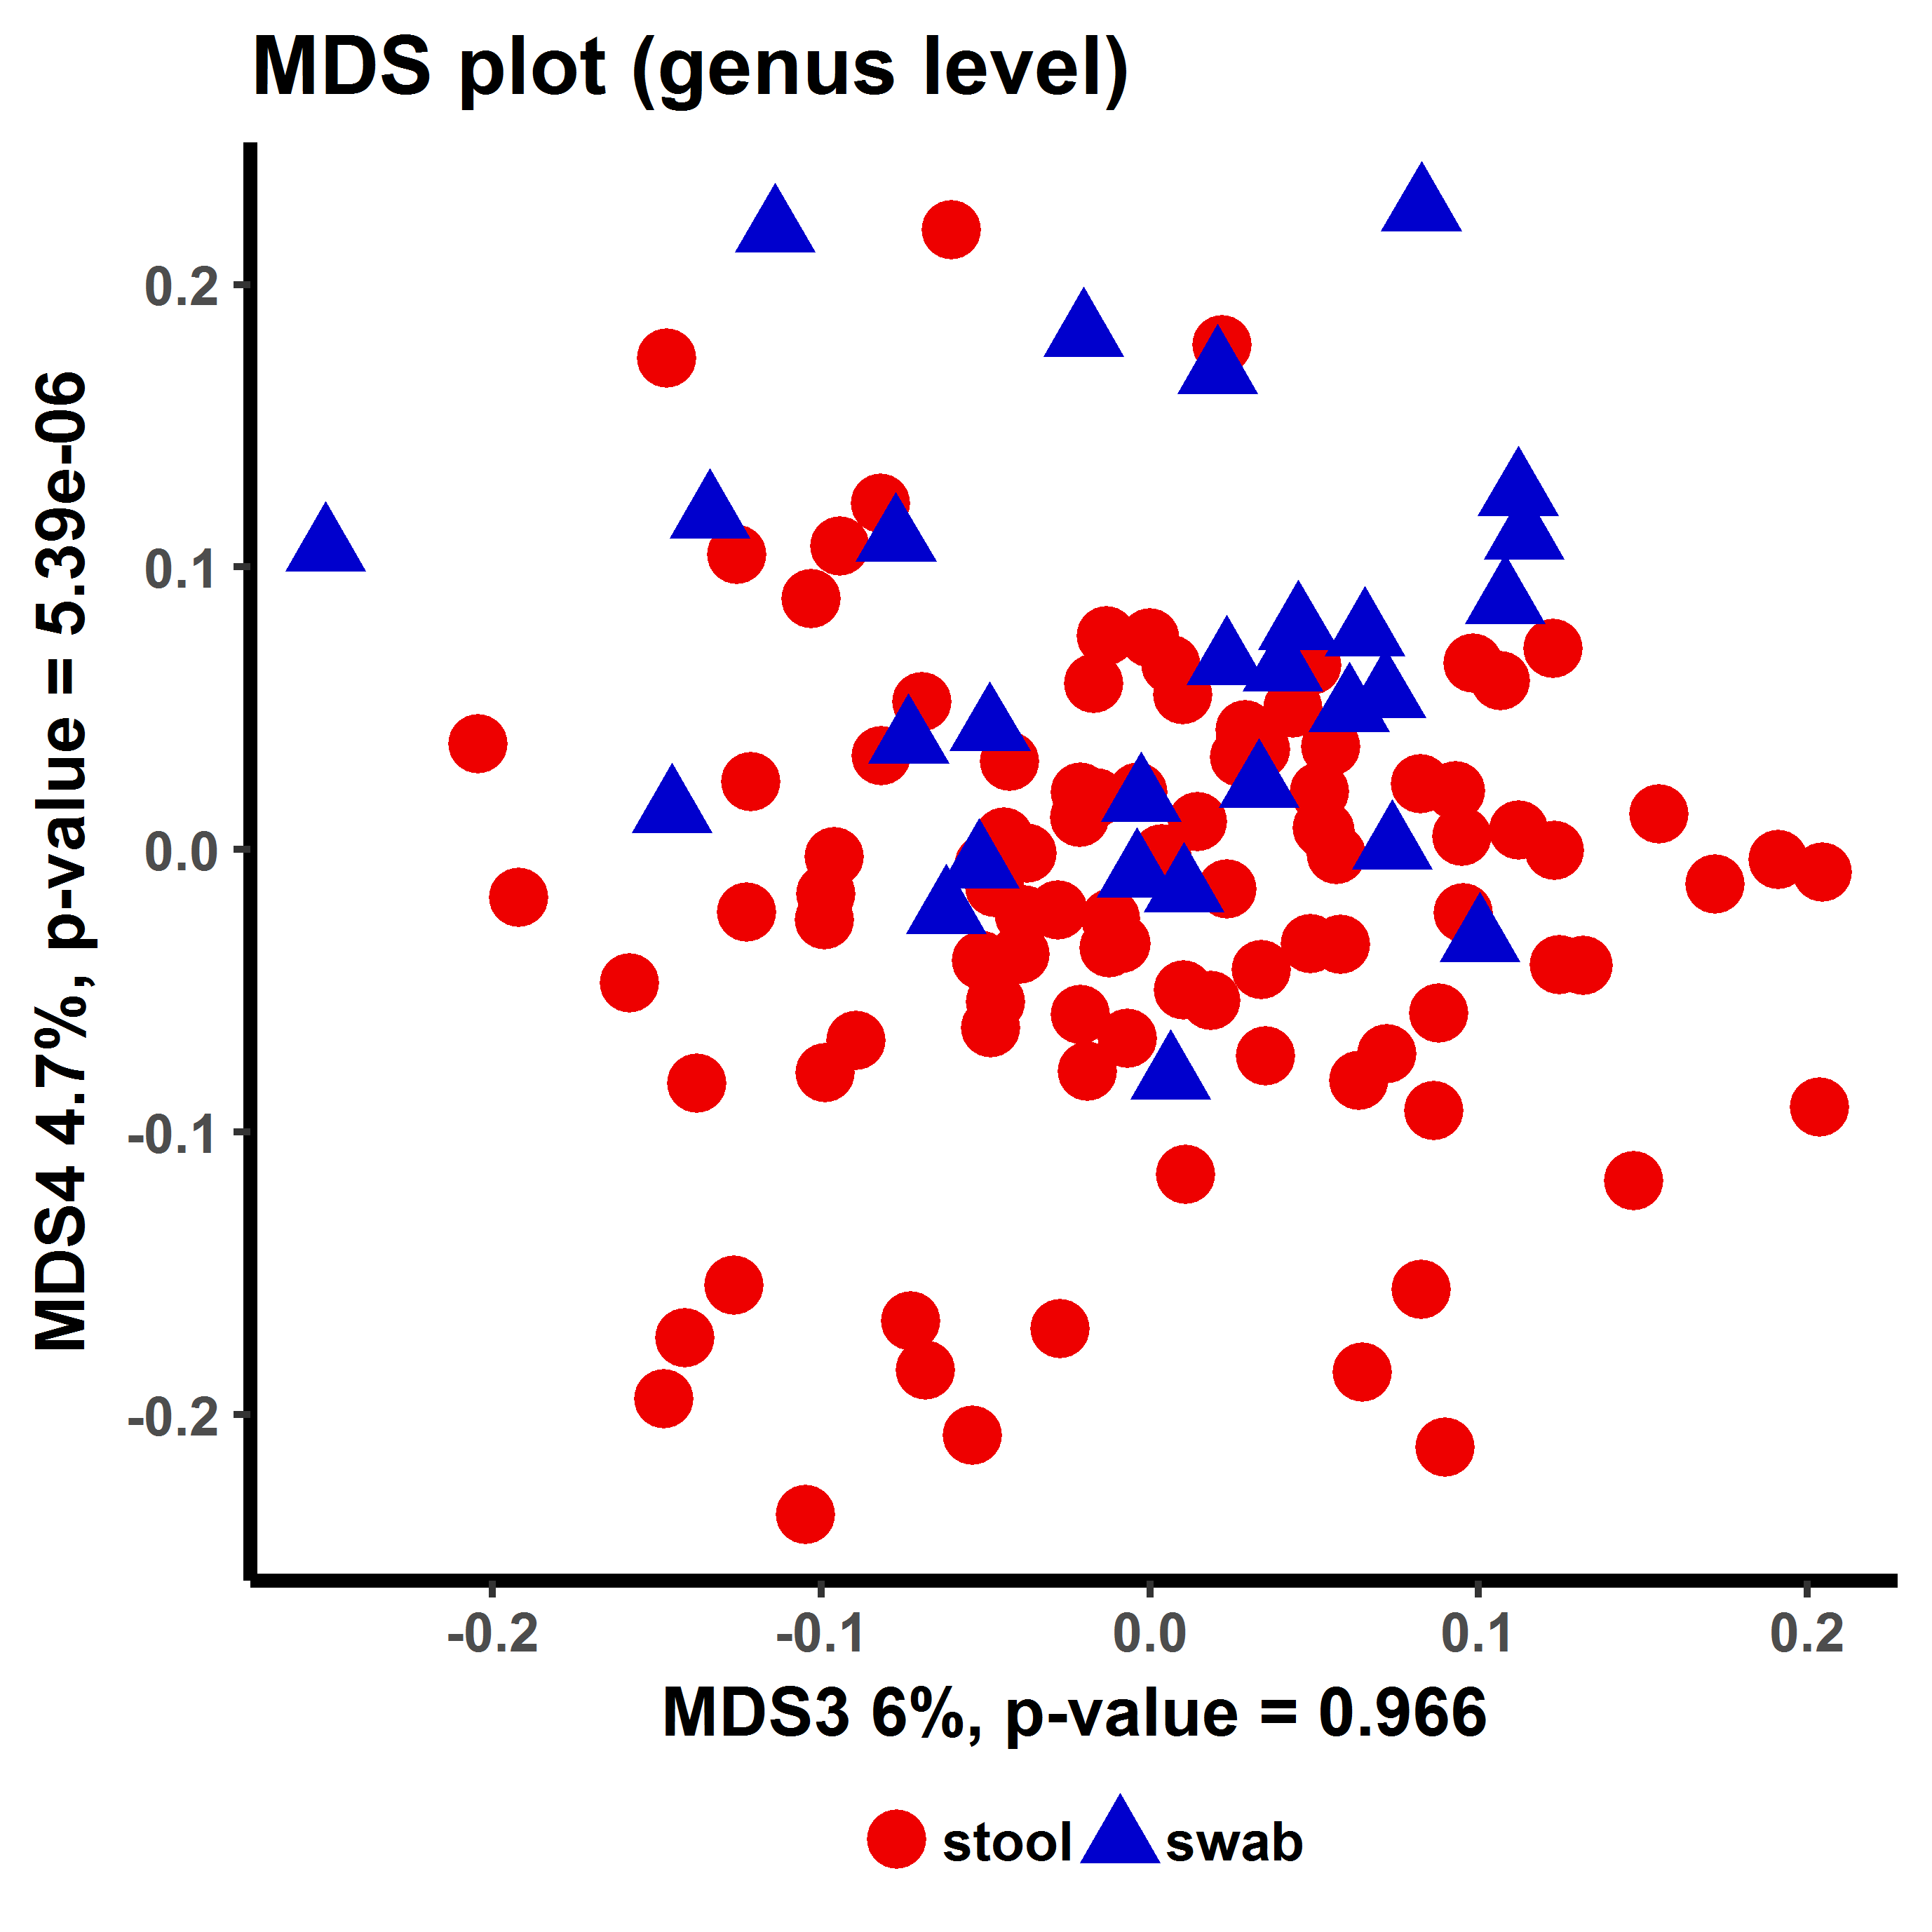 MDS plot (genus level)
MDS4 4.7%, p-value = 5.39e-06
0.2
0.1
0.0
-0.1
-0.2
-0.2 -0.1 0.0 0.1 0.2
MDS3 6%, p-value = 0.966
stool swab